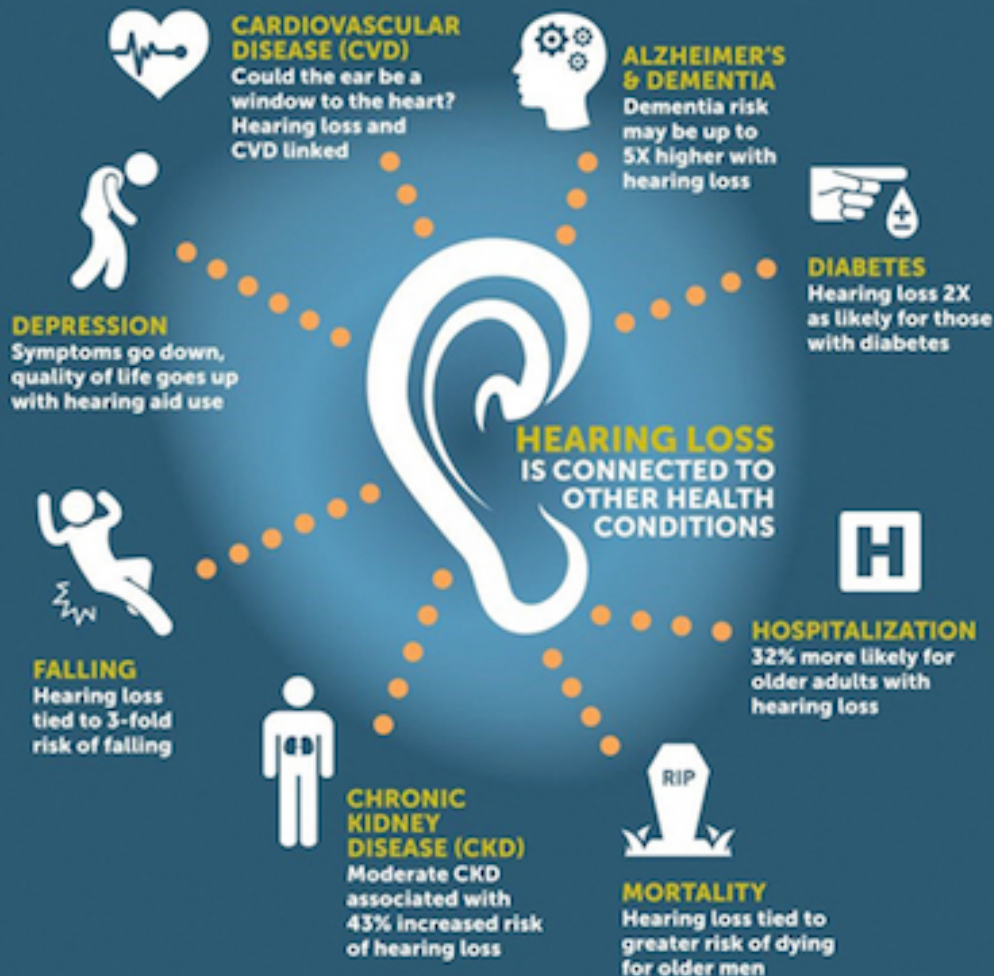 CARDIOVASCULAR
DISEASE (CVD)
Could the ear be a
window to the heart?
Hearing loss and
CVD linked
ALZHEIMER'S
& DEMENTIA
Dementia risk
may be up to
5X higher with
hearing loss
DIABETES
Hearing loss 2X
as likely for those
with diabetes
DEPRESSION
Symptoms go down,
quality of life goes up
with hearing aid use
HEARING LOSS
IS CONNECTED TO
OTHER HEALTH
CONDITIONS
H
HOSPITALIZATION
32% more likely for
older adults with
hearing loss
FALLING
Hearing loss
tied to 3-fold
risk of falling
CHRONIC
KIDNEY
DISEASE (CKD)
Moderate CKD
associated with
43% increased risk
of hearing loss
RIP
MORTALITY
Hearing loss tied to
greater risk of dying
for older men